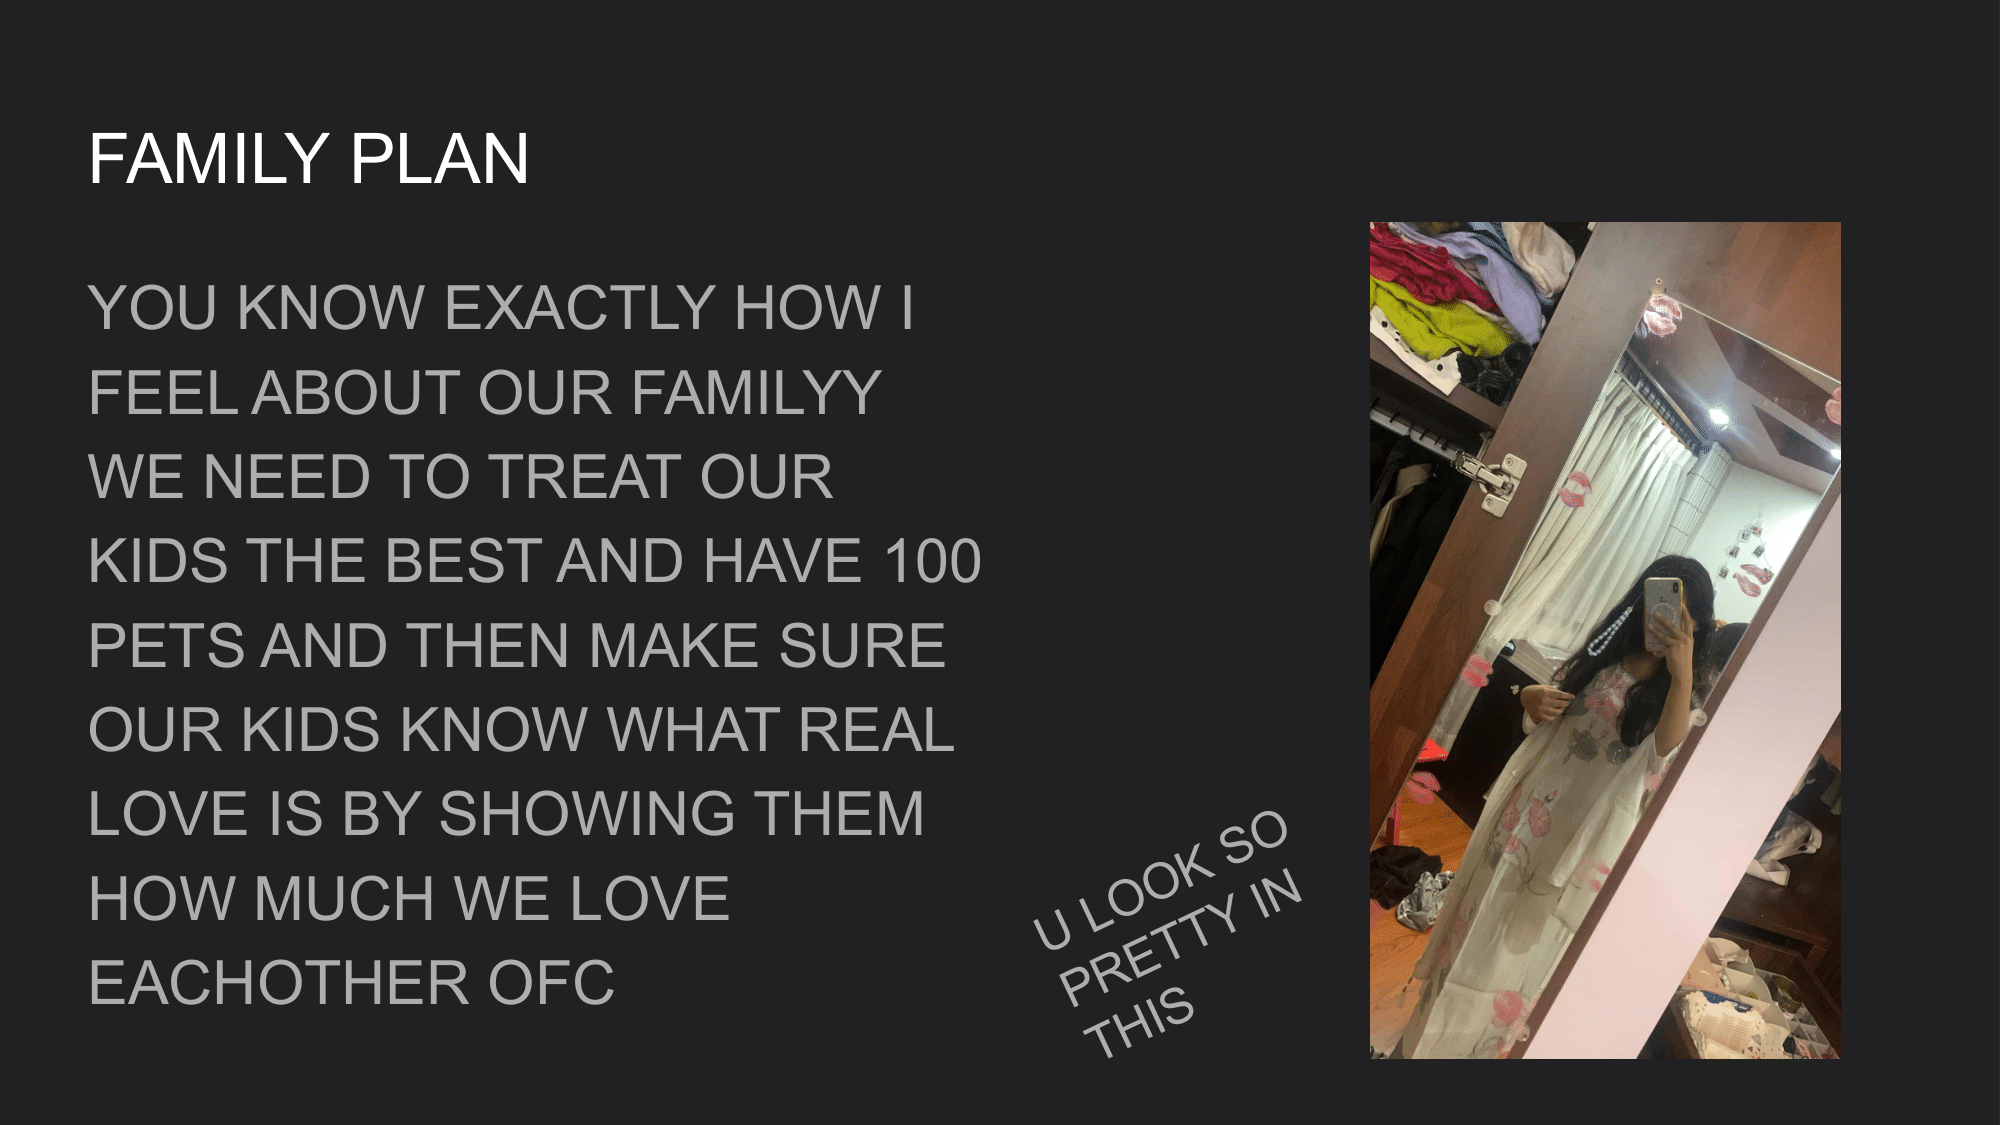 FAMILY PLAN
YOU KNOW EXACTLY HOW I
FEEL ABOUT OUR FAMILYY
WE NEED TO TREAT OUR
KIDS THE BEST AND HAVE 100
PETS AND THEN MAKE SURE
OUR KIDS KNOW WHAT REAL
LOVE IS BY SHOWING THEM
HOW MUCH WE LOVE
EACHOTHER OFC
U LOOK SO
PRETTY IN
THIS